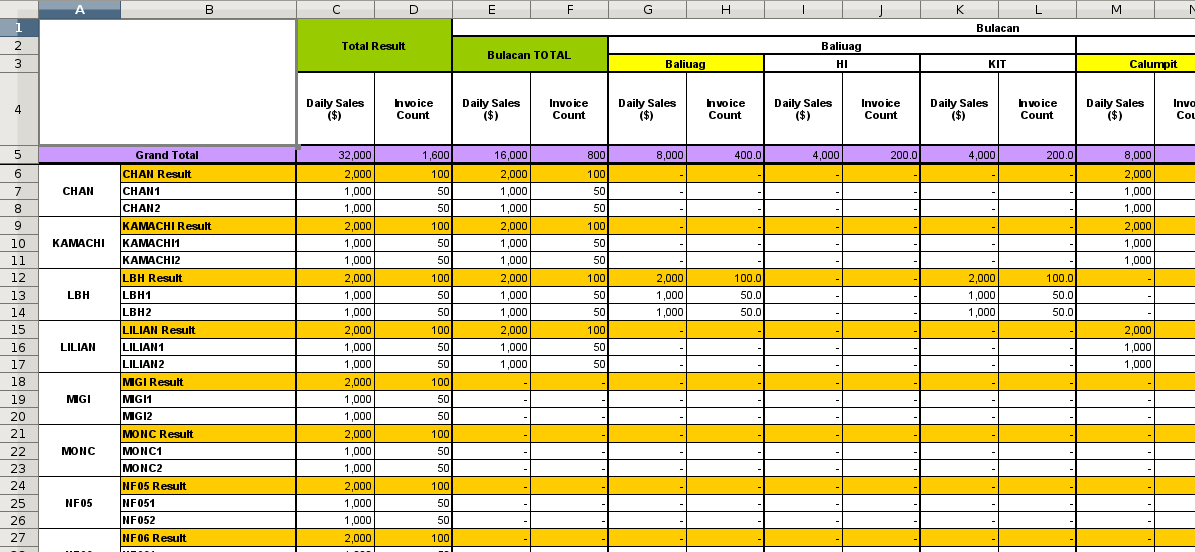 A B C D E F G H I J K L M
1 Bulacan
2 Total Result Baliuag
Bulacan TOTAL
3 Baliuag HI KIT Calumpit
4 Daily Sales ($) Invoice Count Daily Sales ($) Invoice Count Daily Sales ($) Invoice Count Daily Sales ($) Invoice Count Daily Sales ($) Invoice Count Daily Sales ($)
5 Grand Total 32,000 1,600 16,000 800 8,000 400.0 4,000 200.0 4,000 200.0 8,000
6 CHAN Result 2,000 100 2,000 100 - - - - - - 2,000
7 CHAN CHAN1 1,000 50 1,000 50 - - - - - - 1,000
8 CHAN2 1,000 50 1,000 50 - - - - - - 1,000
9 KAMACHI Result 2,000 100 2,000 100 - - - - - - 2,000
10 KAMACHI KAMACHI1 1,000 50 1,000 50 - - - - - - 1,000
11 KAMACHI2 1,000 50 1,000 50 - - - - - - 1,000
12 LBH Result 2,000 100 2,000 100 2,000 100.0 - - 2,000 100.0 -
13 LBH LBH1 1,000 50 1,000 50 1,000 50.0 - - 1,000 50.0 -
14 LBH2 1,000 50 1,000 50 1,000 50.0 - - 1,000 50.0 -
15 LILIAN Result 2,000 100 2,000 100 - - - - - - 2,000
16 LILIAN LILIAN1 1,000 50 1,000 50 - - - - - - 1,000
17 LILIAN2 1,000 50 1,000 50 - - - - - - 1,000
18 MIGI Result 2,000 100 - - - - - - - - -
19 MIGI MIGI1 1,000 50 - - - - - - - - -
20 MIGI2 1,000 50 - - - - - - - - -
21 MONC Result 2,000 100 - - - - - - - - -
22 MONC MONC1 1,000 50 - - - - - - - - -
23 MONC2 1,000 50 - - - - - - - - -
24 NF05 Result 2,000 100 - - - - - - - - -
25 NF05 NF051 1,000 50 - - - - - - - - -
26 NF052 1,000 50 - - - - - - - - -
27 NF06 Result 2,000 100 - - - - - - - - -